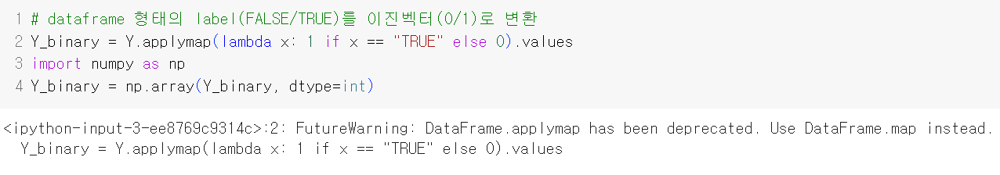 1 # dataframe 형태의 label(FALSE/TRUE)를 이진벡터(0/1)로 변환
2 Y_binary = Y.applymap(lambda x: 1 if x == "TRUE" else 0).values
3 import numpy as np
4 Y_binary = np.array(Y_binary, dtype=int)
<ipython-input-3-ee8769c9314c>:2: FutureWarning: DataFrame.applymap has been deprecated. Use DataFrame.map instead.
  Y_binary = Y.applymap(lambda x: 1 if x == "TRUE" else 0).values